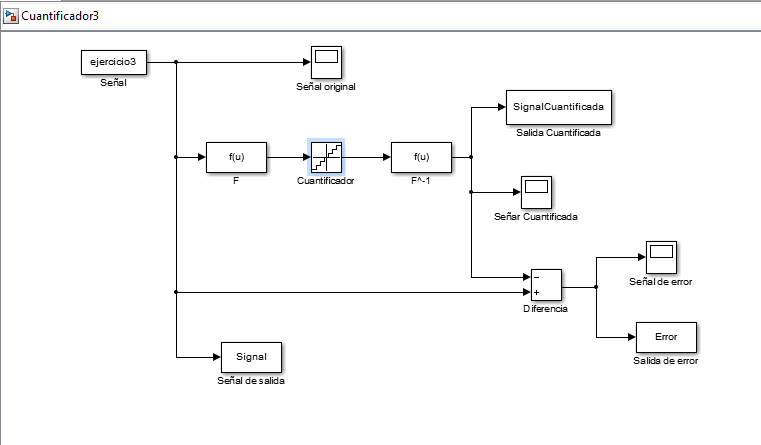 Cuantificador3
ejercicio3
Señal
Señal original
SignalCuantificada
Salida Cuantificada
f(u)
F
Cuantificador
f(u)
F^-1
Señar Cuantificada
Señal de error
−
+
Diferencia
Error
Salida de error
Signal
Señal de salida